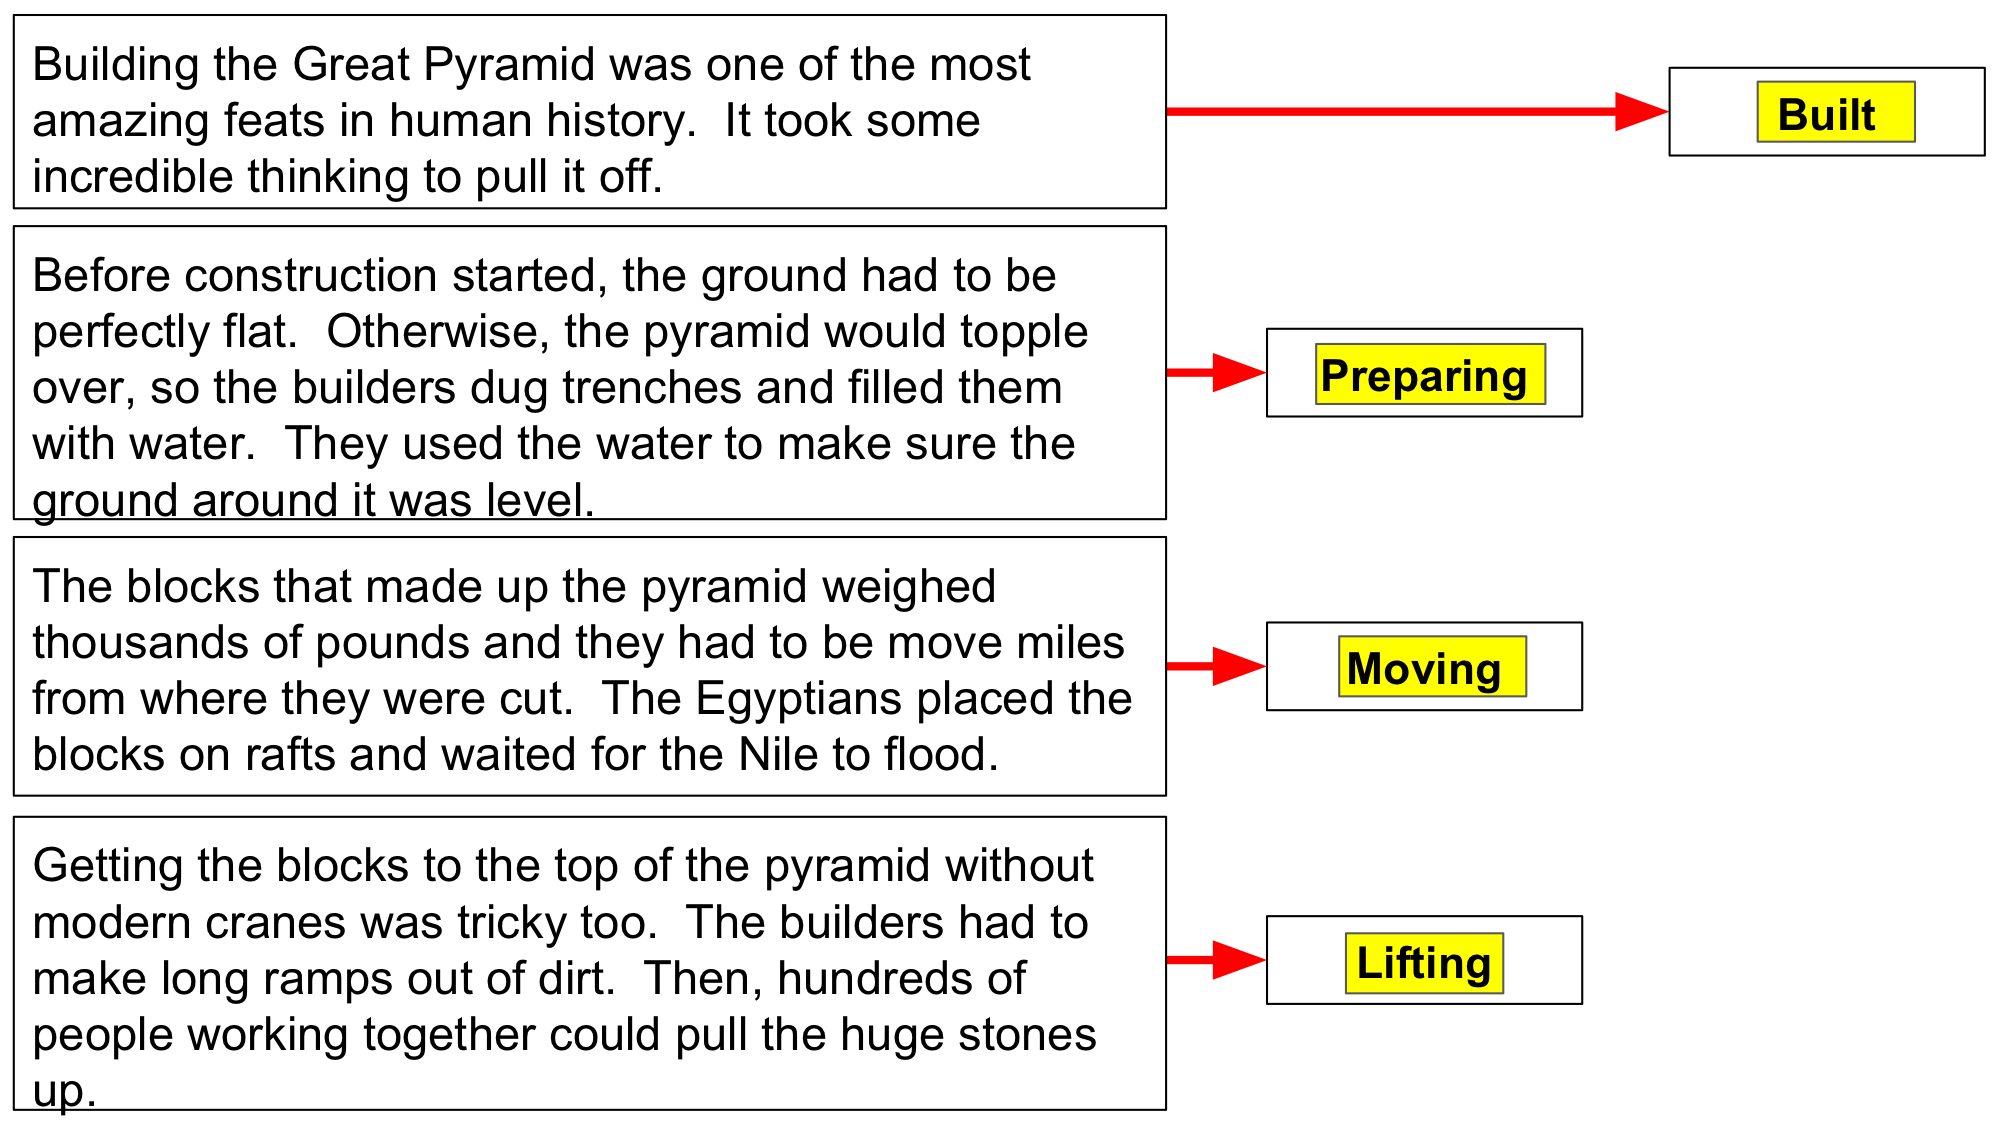 Building the Great Pyramid was one of the most
amazing feats in human history.  It took some
incredible thinking to pull it off.
Built
Before construction started, the ground had to be
perfectly flat.  Otherwise, the pyramid would topple
over, so the builders dug trenches and filled them
with water.  They used the water to make sure the
ground around it was level.
Preparing
The blocks that made up the pyramid weighed
thousands of pounds and they had to be move miles
from where they were cut.  The Egyptians placed the
blocks on rafts and waited for the Nile to flood.
Moving
Getting the blocks to the top of the pyramid without
modern cranes was tricky too.  The builders had to
make long ramps out of dirt.  Then, hundreds of
people working together could pull the huge stones
up.
Lifting